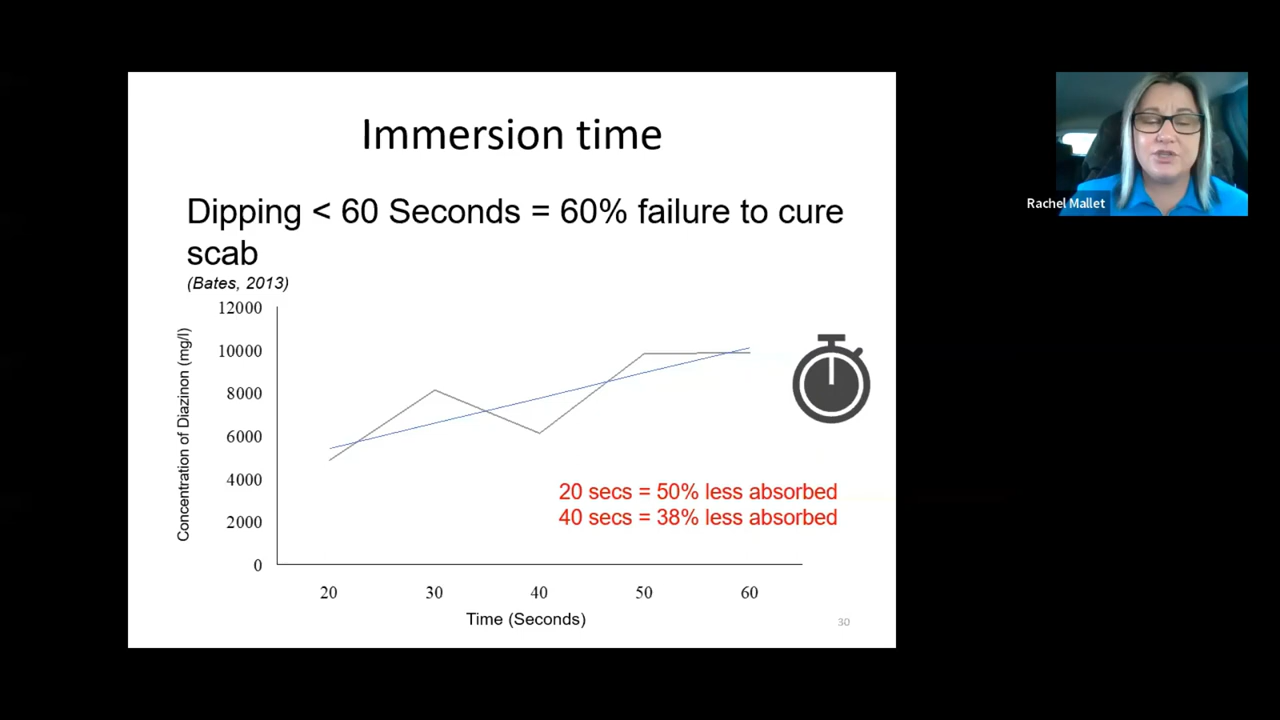 Immersion time
Dipping < 60 Seconds = 60% failure to cure
scab
(Bates, 2013)
12000
10000
8000
6000
4000
2000
0
Concentration of Diazinon (mg/l)
20 secs = 50% less absorbed
40 secs = 38% less absorbed
20 30 40 50 60
Time (Seconds)
30
Rachel Mallet